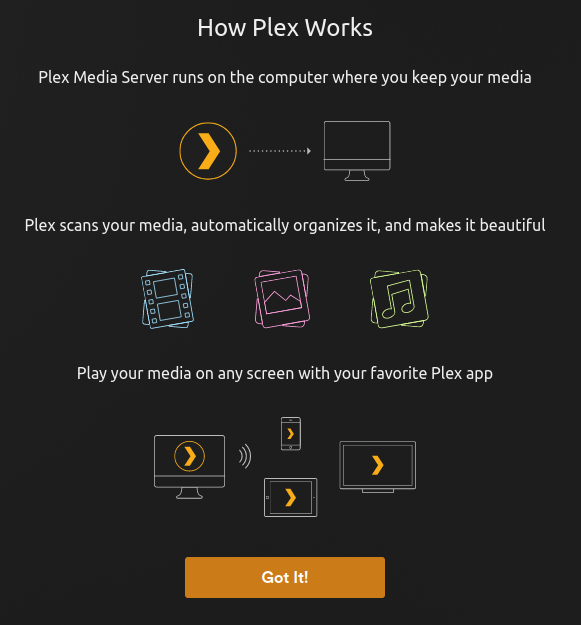 How Plex Works
Plex Media Server runs on the computer where you keep your media
Plex scans your media, automatically organizes it, and makes it beautiful
Play your media on any screen with your favorite Plex app
Got It!